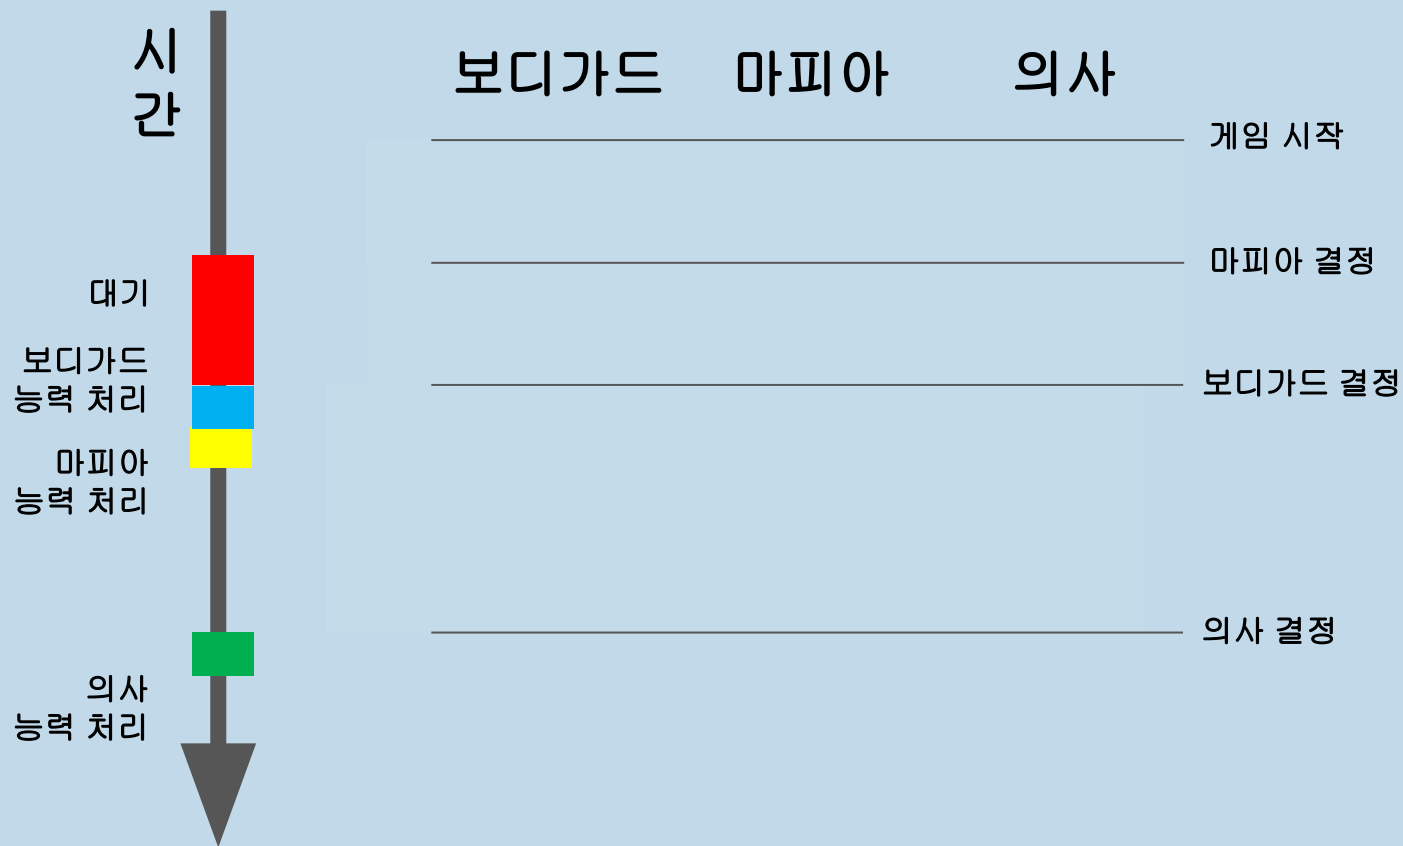 시
간
보디가드 마피아 의사
게임 시작
마피아 결정
대기
보디가드
능력 처리
보디가드 결정
마피아
능력 처리
의사 결정
의사
능력 처리